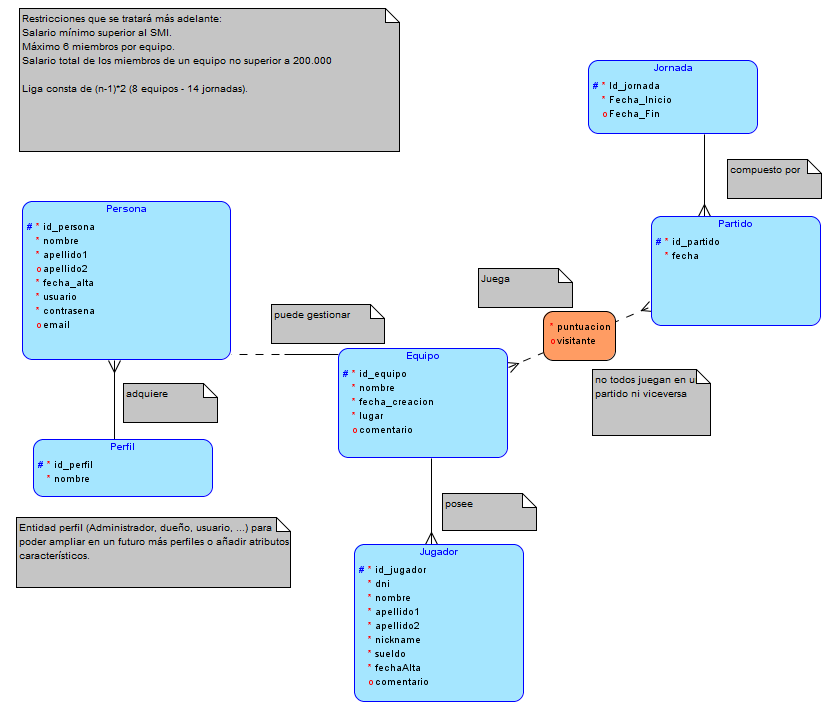 Restricciones que se tratará más adelante:
Salario mínimo superior al SMI.
Máximo 6 miembros por equipo.
Salario total de los miembros de un equipo no superior a 200.000
Liga consta de (n-1)*2 (8 equipos - 14 jornadas).
Jornada
# * Id_jornada
* Fecha_Inicio
o Fecha_Fin
compuesto por
Persona
# * id_persona
* nombre
* apellido1
o apellido2
* fecha_alta
* usuario
* contrasena
o email
Partido
# * id_partido
* fecha
Juega
puede gestionar
* puntuacion
o visitante
Equipo
# * id_equipo
* nombre
* fecha_creacion
* lugar
o comentario
no todos juegan en u
partido ni viceversa
adquiere
Perfil
# * id_perfil
* nombre
posee
Entidad perfil (Administrador, dueño, usuario, ...) para
poder ampliar en un futuro más perfiles o añadir atributos
característicos.
Jugador
# * id_jugador
* dni
* nombre
* apellido1
* apellido2
* nickname
* sueldo
* fechaAlta
o comentario